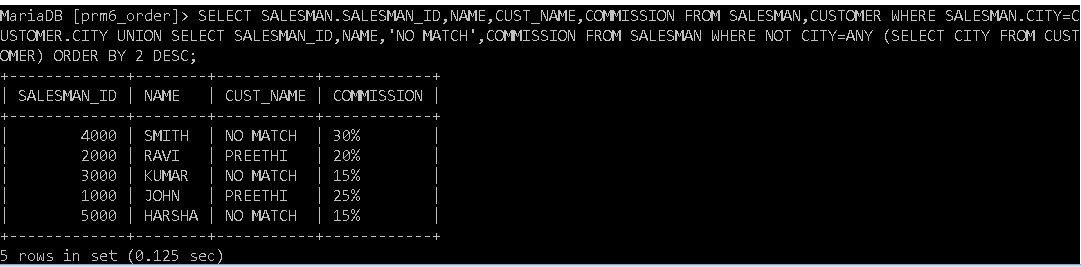 MariaDB [prm6_order]> SELECT SALESMAN.SALESMAN_ID,NAME,CUST_NAME,COMMISSION FROM SALESMAN,CUSTOMER WHERE SALESMAN.CITY=C
USTOMER.CITY UNION SELECT SALESMAN_ID,NAME,'NO MATCH',COMMISSION FROM SALESMAN WHERE NOT CITY=ANY (SELECT CITY FROM CUST
OMER) ORDER BY 2 DESC;
+-------------+--------+-----------+------------+
| SALESMAN_ID | NAME   | CUST_NAME | COMMISSION |
+-------------+--------+-----------+------------+
|        4000 | SMITH  | NO MATCH  | 30%        |
|        2000 | RAVI   | PREETHI   | 20%        |
|        3000 | KUMAR  | NO MATCH  | 15%        |
|        1000 | JOHN   | PREETHI   | 25%        |
|        5000 | HARSHA | NO MATCH  | 15%        |
+-------------+--------+-----------+------------+
5 rows in set (0.125 sec)